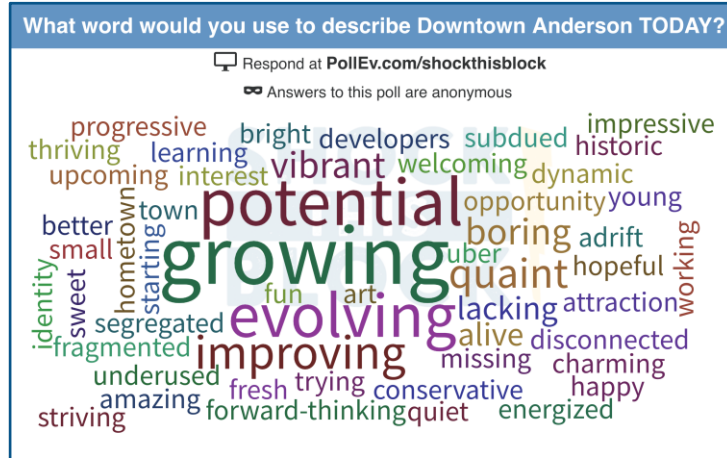 What word would you use to describe Downtown Anderson TODAY?
Respond at PollEv.com/shockthisblock
Answers to this poll are anonymous
progressive bright developers subdued impressive
thriving learning vibrant welcoming historic
upcoming interest dynamic
hometown town potential opportunity young
better starting growing boring adrift working
small uber
identity sweet quaint hopeful
fun art
segregated evolving lacking attraction
fragmented improving alive disconnected
underused missing charming
amazing fresh trying conservative happy
striving forward-thinking quiet energized
SHOCK
THIS
BLOCK